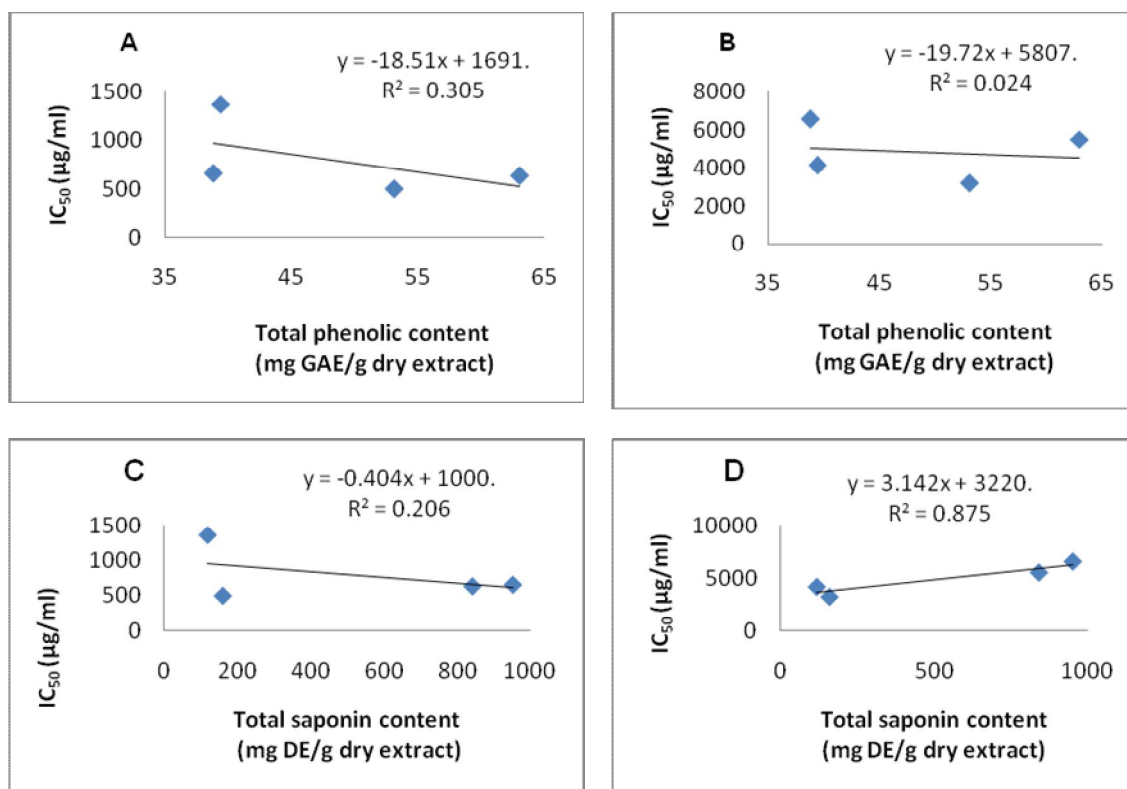 A
y = -18.51x + 1691.
R² = 0.305
IC₅₀ (µg/ml)
1500
1000
500
0
35
45
55
65
Total phenolic content
(mg GAE/g dry extract)
B
y = -19.72x + 5807.
R² = 0.024
IC₅₀ (µg/ml)
8000
6000
4000
2000
0
35
45
55
65
Total phenolic content
(mg GAE/g dry extract)
C
y = -0.404x + 1000.
R² = 0.206
IC₅₀ (µg/ml)
1500
1000
500
0
0
200
400
600
800
1000
Total saponin content
(mg DE/g dry extract)
D
y = 3.142x + 3220.
R² = 0.875
IC₅₀ (µg/ml)
10000
5000
0
0
500
1000
Total saponin content
(mg DE/g dry extract)